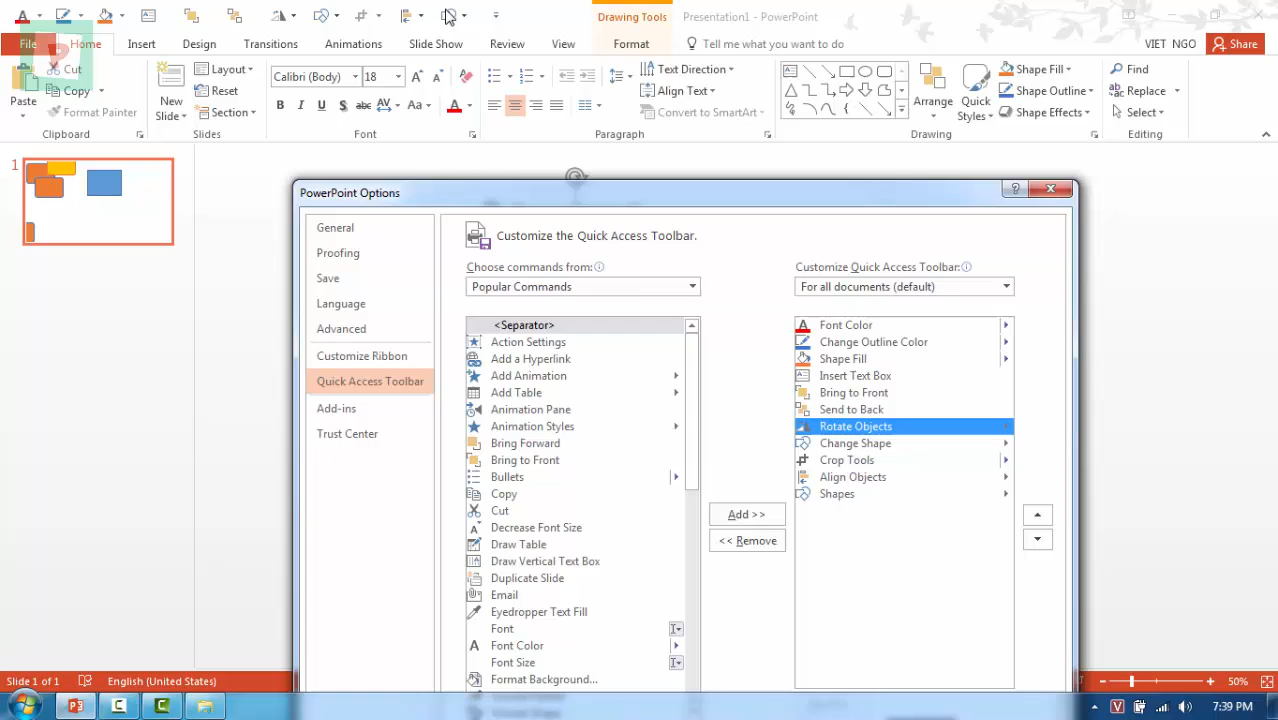 Drawing Tools
Presentation1 - PowerPoint
File
Home
Insert
Design
Transitions
Animations
Slide Show
Review
View
Format
Tell me what you want to do
VIET NGO
Share
Paste
Cut
Copy
Format Painter
Clipboard
New
Slide
Layout
Reset
Section
Slides
Calibri (Body)
18
B I U S abc AV Aa A
Font
Text Direction
Align Text
Convert to SmartArt
Paragraph
Arrange
Quick
Styles
Shape Fill
Shape Outline
Shape Effects
Drawing
Find
Replace
Select
Editing
1
PowerPoint Options
General
Proofing
Save
Language
Advanced
Customize Ribbon
Quick Access Toolbar
Add-ins
Trust Center
Customize the Quick Access Toolbar.
Choose commands from:
Popular Commands
<Separator>
Action Settings
Add a Hyperlink
Add Animation
Add Table
Animation Pane
Animation Styles
Bring Forward
Bring to Front
Bullets
Copy
Cut
Decrease Font Size
Draw Table
Draw Vertical Text Box
Duplicate Slide
Email
Eyedropper Text Fill
Font
Font Color
Font Size
Format Background...
Add >>
<< Remove
Customize Quick Access Toolbar:
For all documents (default)
Font Color
Change Outline Color
Shape Fill
Insert Text Box
Bring to Front
Send to Back
Rotate Objects
Change Shape
Crop Tools
Align Objects
Shapes
Slide 1 of 1
English (United States)
50%
7:39 PM